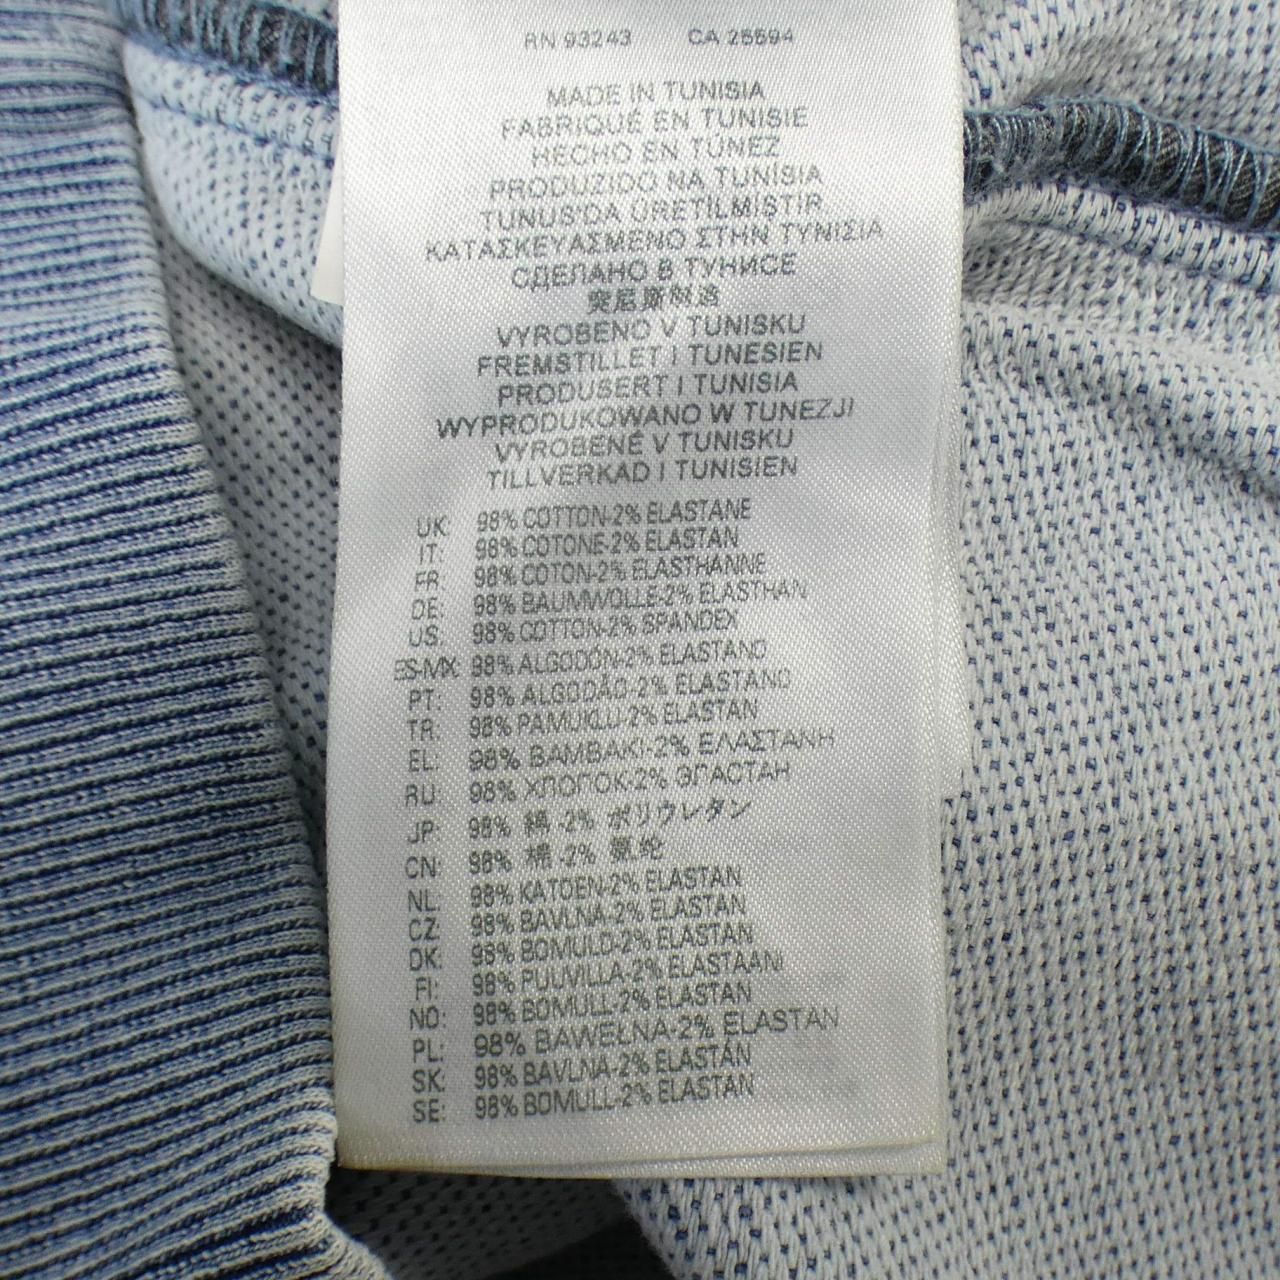 RN 93243 CA 25594
MADE IN TUNISIA
FABRIQUÉ EN TUNISIE
HECHO EN TÚNEZ
PRODUZIDO NA TUNÍSIA
TUNUS'DA ÜRETİLMİŞTİR
ΚΑΤΑΣΚΕΥΑΣΜΕΝΟ ΣΤΗΝ ΤΥΝΙΣΙΑ
СДЕЛАНО В ТУНИСЕ
突尼斯制造
VYROBENO V TUNISKU
FREMSTILLET I TUNESIEN
PRODUSERT I TUNISIA
WYPRODUKOWANO W TUNEZJI
VYROBENÉ V TUNISKU
TILLVERKAD I TUNISIEN
UK: 98% COTTON-2% ELASTANE
IT: 98% COTONE-2% ELASTAN
FR 98% COTON-2% ELASTHANNE
DE: 98% BAUMWOLLE-2% ELASTHAN
US: 98% COTTON-2% SPANDEX
ES-MX: 98% ALGODÓN-2% ELASTANO
PT: 98% ALGODÃO-2% ELASTANO
TR: 98% PAMUKLU-2% ELASTAN
EL: 98% ΒΑΜΒΑΚΙ-2% ΕΛΑΣΤΑΝΗ
RU: 98% ХЛОПОК-2% ЭЛАСТАН
JP: 98% 綿-2% ポリウレタン
CN: 98% 棉-2% 氨纶
NL: 98% KATOEN-2% ELASTAN
CZ: 98% BAVLNA-2% ELASTAN
DK: 98% BOMULD-2% ELASTAN
FI: 98% PUUVILLA-2% ELASTAANI
NO: 98% BOMULL-2% ELASTAN
PL: 98% BAWEŁNA-2% ELASTAN
SK: 98% BAVLNA-2% ELASTÁN
SE: 98% BOMULL-2% ELASTAN